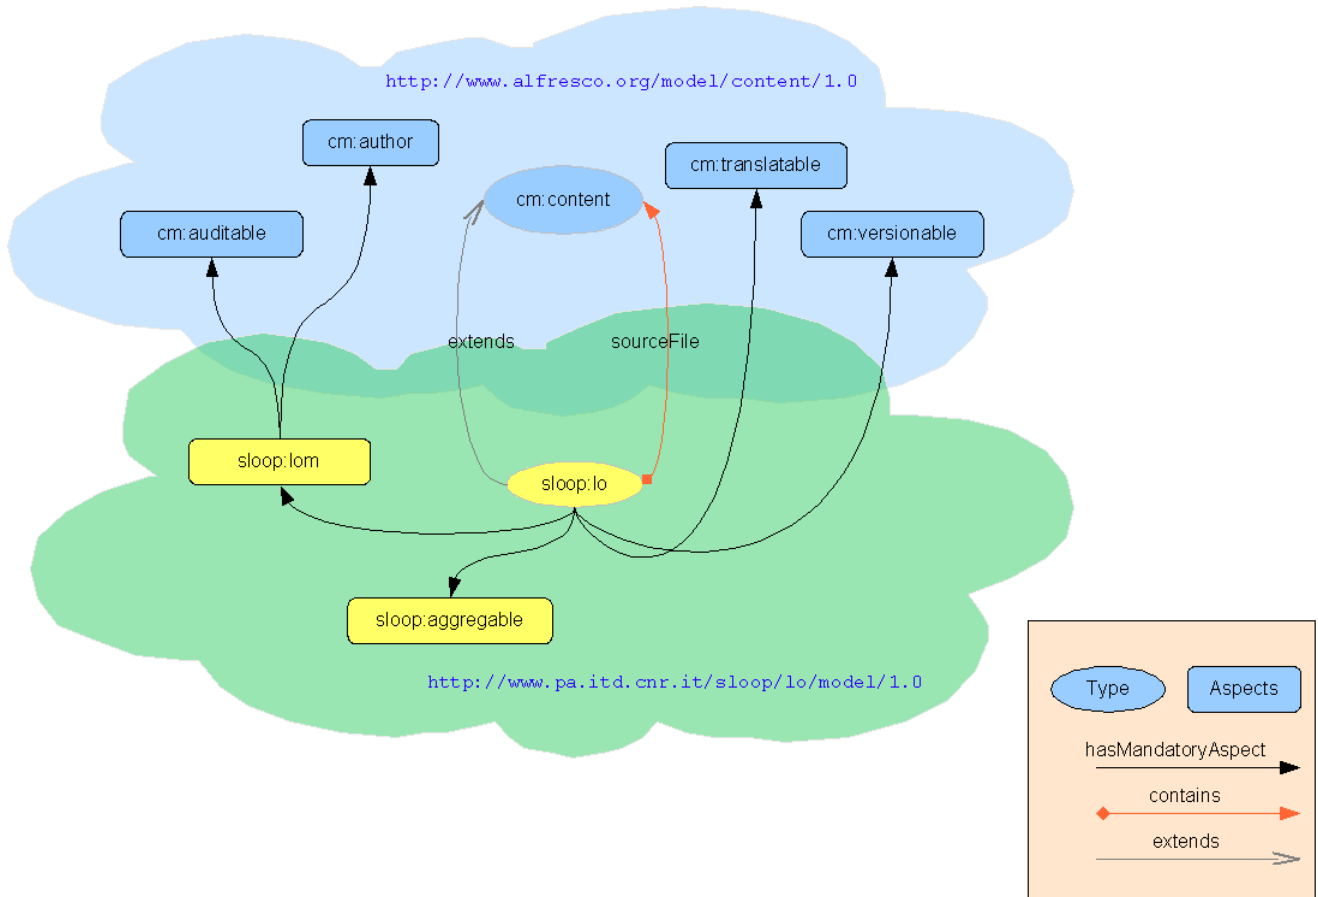 http://www.alfresco.org/model/content/1.0
cm:author
cm:translatable
cm:content
cm:auditable
cm:versionable
extends
sourceFile
sloop:lom
sloop:lo
sloop:aggregable
http://www.pa.itd.cnr.it/sloop/lo/model/1.0
Type
Aspects
hasMandatoryAspect
contains
extends